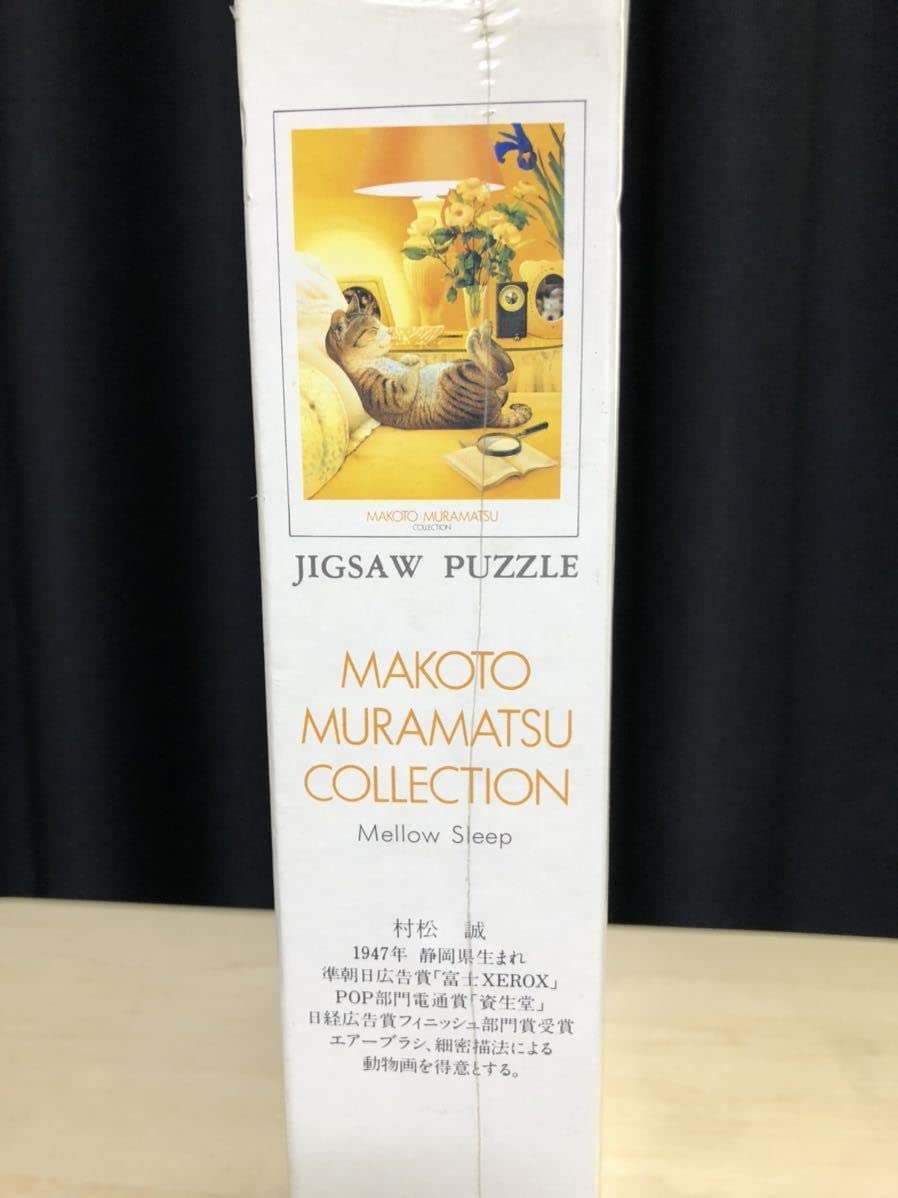 MAKOTO MURAMATSU
COLLECTION
JIGSAW PUZZLE
MAKOTO
MURAMATSU
COLLECTION
Mellow Sleep
村松 誠
1947年 静岡県生まれ
準朝日広告賞「富士XEROX」
POP部門電通賞「資生堂」
日経広告賞フィニッシュ部門賞受賞
エアーブラシ、細密描法による
動物画を得意とする。